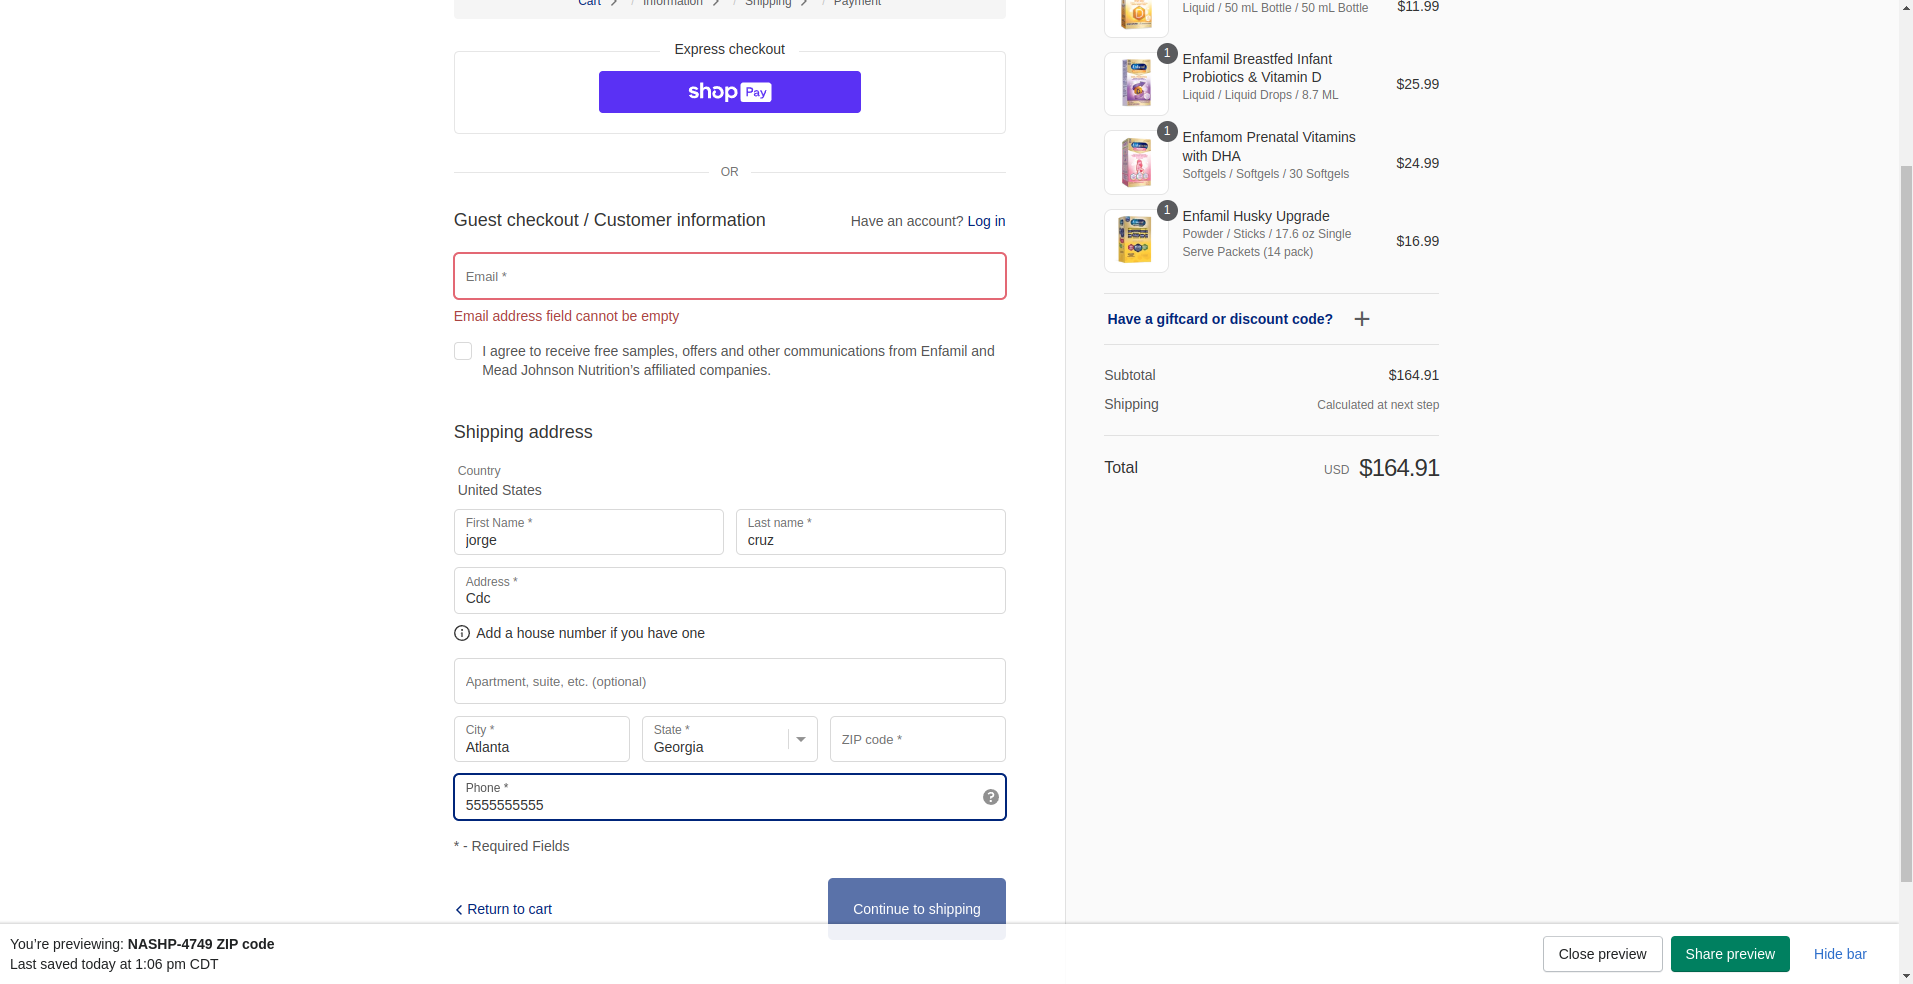 Cart > / Information > / Shipping > / Payment
Express checkout
shop Pay
OR
Guest checkout / Customer information
Have an account? Log in
Email *
Email address field cannot be empty
I agree to receive free samples, offers and other communications from Enfamil and
Mead Johnson Nutrition’s affiliated companies.
Shipping address
Country
United States
First Name *
jorge
Last name *
cruz
Address *
Cdc
Add a house number if you have one
Apartment, suite, etc. (optional)
City *
Atlanta
State *
Georgia
ZIP code *
Phone *
5555555555
?
* - Required Fields
< Return to cart
Continue to shipping
Liquid / 50 mL Bottle / 50 mL Bottle
$11.99
1
Enfamil Breastfed Infant
Probiotics & Vitamin D
Liquid / Liquid Drops / 8.7 ML
$25.99
1
Enfamom Prenatal Vitamins
with DHA
Softgels / Softgels / 30 Softgels
$24.99
1
Enfamil Husky Upgrade
Powder / Sticks / 17.6 oz Single
Serve Packets (14 pack)
$16.99
Have a giftcard or discount code? +
Subtotal
$164.91
Shipping
Calculated at next step
Total
USD $164.91
You’re previewing: NASHP-4749 ZIP code
Last saved today at 1:06 pm CDT
Close preview
Share preview
Hide bar